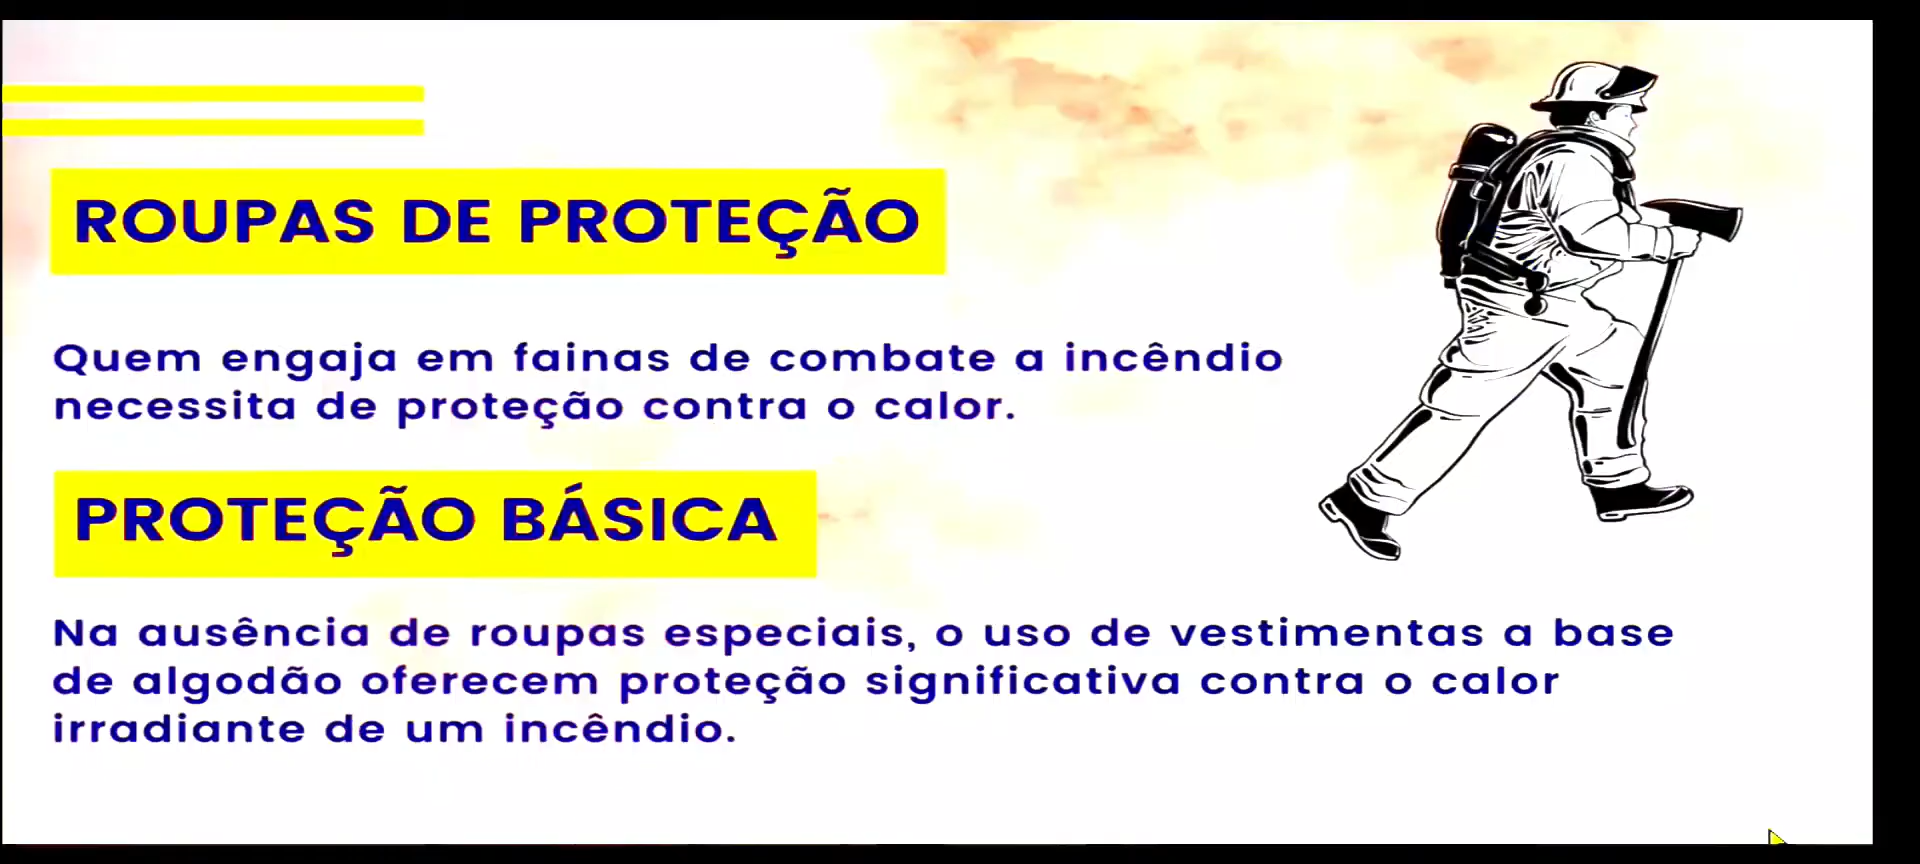 ROUPAS DE PROTEÇÃO
Quem engaja em fainas de combate a incêndio
necessita de proteção contra o calor.
PROTEÇÃO BÁSICA
Na ausência de roupas especiais, o uso de vestimentas a base
de algodão oferecem proteção significativa contra o calor
irradiante de um incêndio.